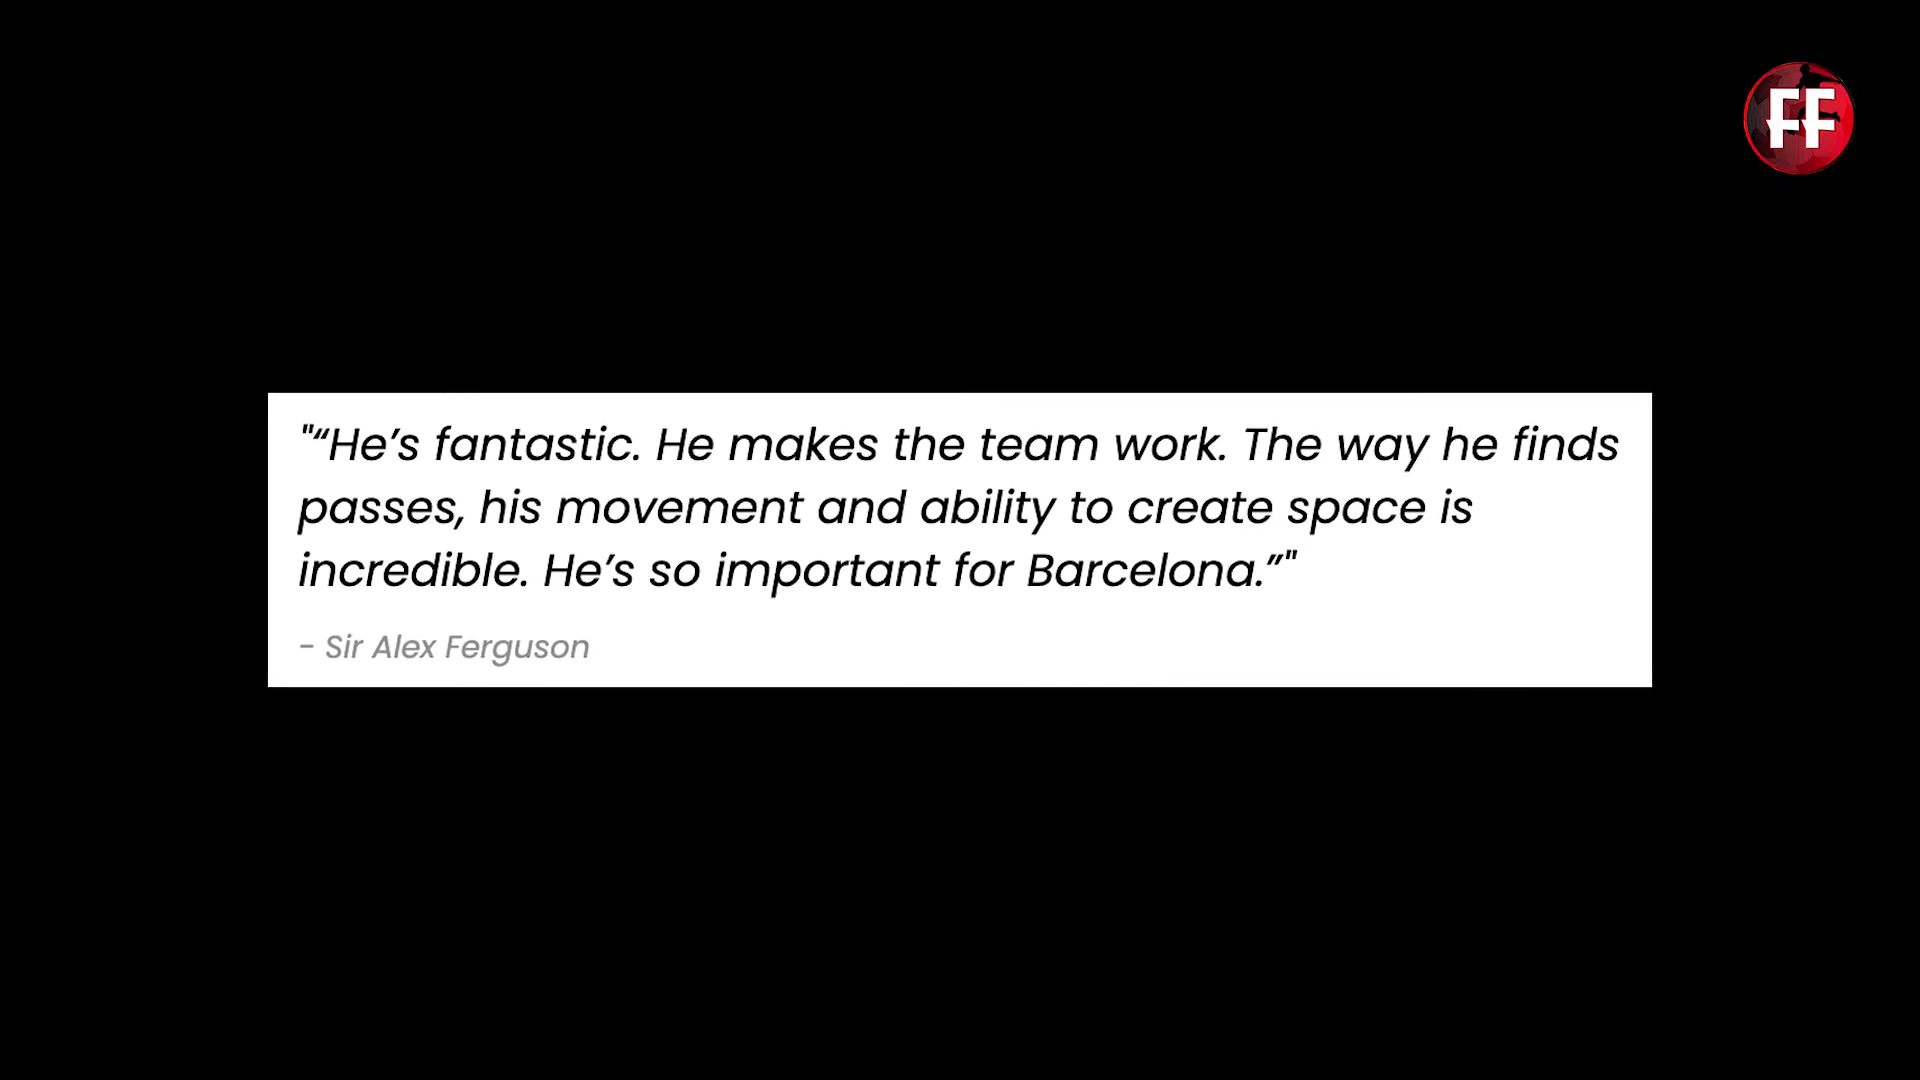 FF
"“He’s fantastic. He makes the team work. The way he finds
passes, his movement and ability to create space is
incredible. He’s so important for Barcelona.”"
- Sir Alex Ferguson